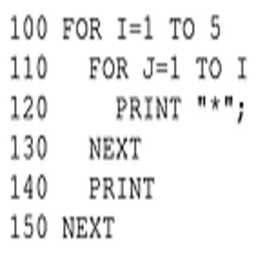 100 FOR I=1 TO 5
110   FOR J=1 TO I
120     PRINT "*";
130   NEXT
140   PRINT
150 NEXT